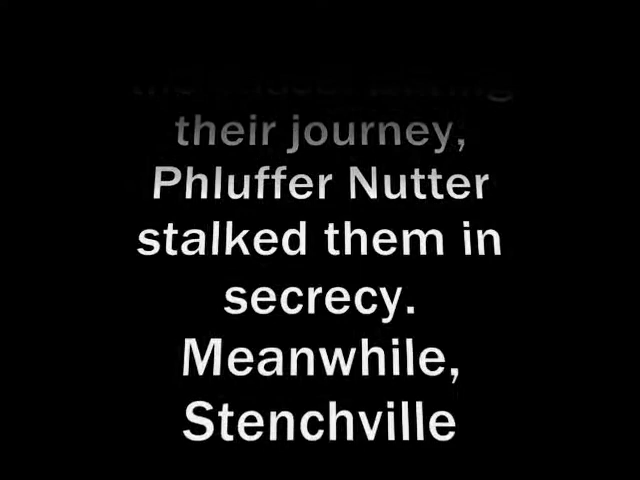 their journey,
Phluffer Nutter
stalked them in
secrecy.
Meanwhile,
Stenchville